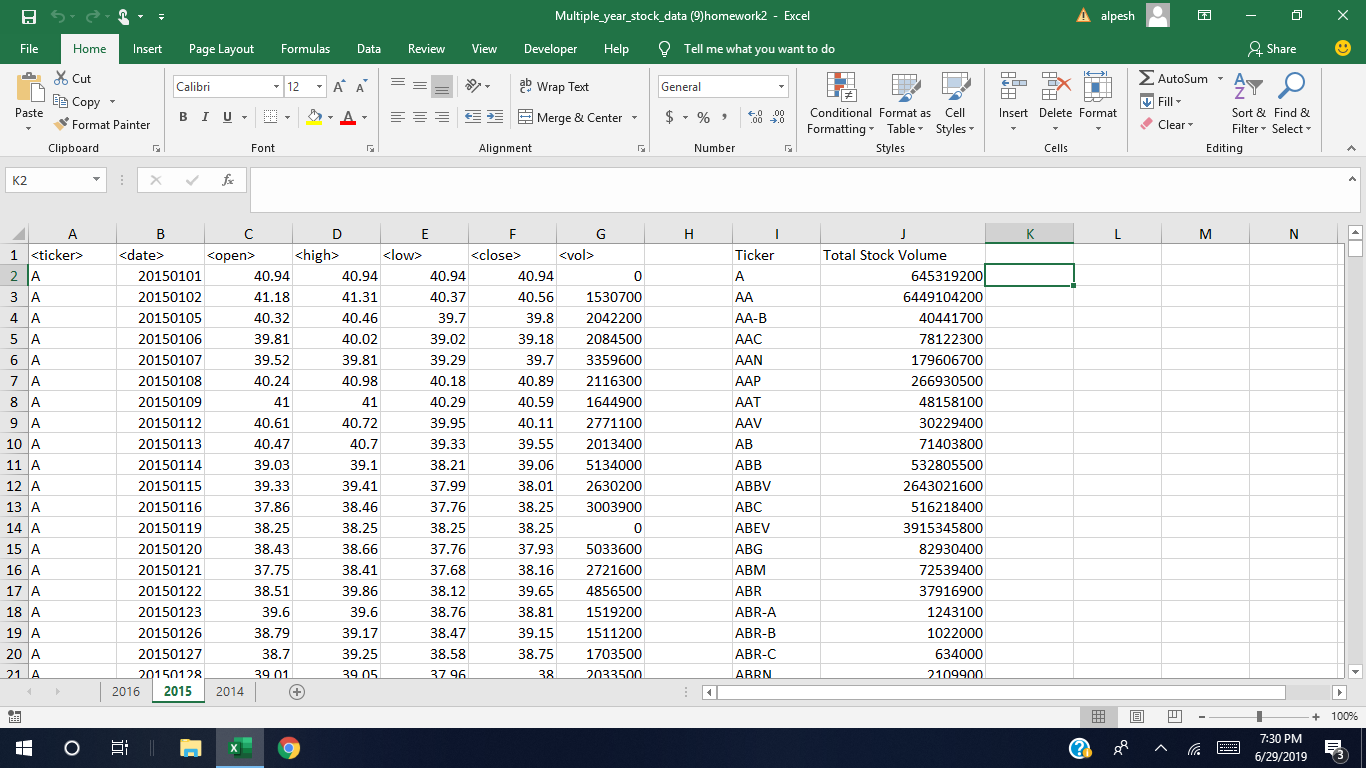 Multiple_year_stock_data (9)homework2 - Excel
alpesh
File Home Insert Page Layout Formulas Data Review View Developer Help Tell me what you want to do Share
Paste
Cut
Copy
Format Painter
Clipboard
Calibri 12
B I U A
Font
Wrap Text
Merge & Center
Alignment
General
$ % ,
Number
Conditional Formatting
Format as Table
Cell Styles
Styles
Insert
Delete
Format
Cells
AutoSum
Fill
Clear
Sort & Filter
Find & Select
Editing
K2 fx
A B C D E F G H I J K L M N
1 <ticker> <date> <open> <high> <low> <close> <vol> Ticker Total Stock Volume
2 A 20150101 40.94 40.94 40.94 40.94 0 A 645319200
3 A 20150102 41.18 41.31 40.37 40.56 1530700 AA 6449104200
4 A 20150105 40.32 40.46 39.7 39.8 2042200 AA-B 40441700
5 A 20150106 39.81 40.02 39.02 39.18 2084500 AAC 78122300
6 A 20150107 39.52 39.81 39.29 39.7 3359600 AAN 179606700
7 A 20150108 40.24 40.98 40.18 40.89 2116300 AAP 266930500
8 A 20150109 41 41 40.29 40.59 1644900 AAT 48158100
9 A 20150112 40.61 40.72 39.95 40.11 2771100 AAV 30229400
10 A 20150113 40.47 40.7 39.33 39.55 2013400 AB 71403800
11 A 20150114 39.03 39.1 38.21 39.06 5134000 ABB 532805500
12 A 20150115 39.33 39.41 37.99 38.01 2630200 ABBV 2643021600
13 A 20150116 37.86 38.46 37.76 38.25 3003900 ABC 516218400
14 A 20150119 38.25 38.25 38.25 38.25 0 ABEV 3915345800
15 A 20150120 38.43 38.66 37.76 37.93 5033600 ABG 82930400
16 A 20150121 37.75 38.41 37.68 38.16 2721600 ABM 72539400
17 A 20150122 38.51 39.86 38.12 39.65 4856500 ABR 37916900
18 A 20150123 39.6 39.6 38.76 38.81 1519200 ABR-A 1243100
19 A 20150126 38.79 39.17 38.47 39.15 1511200 ABR-B 1022000
20 A 20150127 38.7 39.25 38.58 38.75 1703500 ABR-C 634000
21 A 20150128 39.01 39.05 37.96 38 2033500 ABRN 2109900
2016 2015 2014
100%
7:30 PM
6/29/2019
3